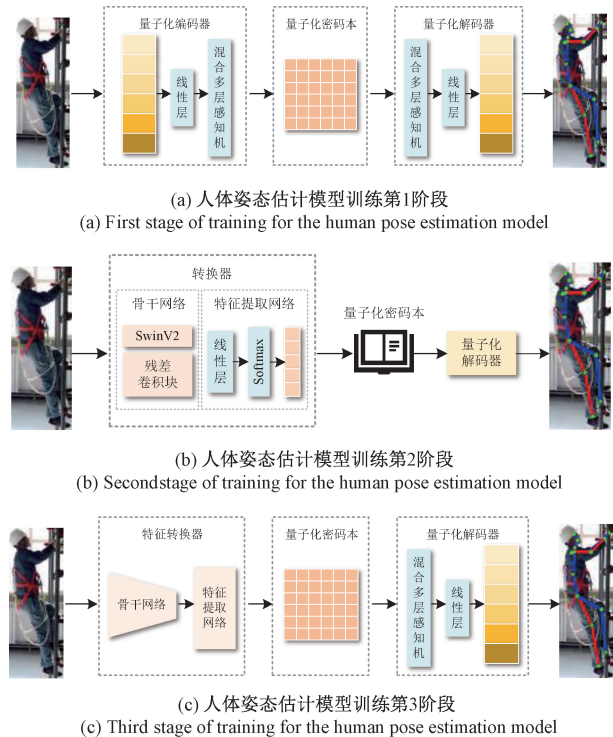 量子化编码器
量子化密码本
量子化解码器
线性层
混合多层感知机
混合多层感知机
线性层
(a) 人体姿态估计模型训练第1阶段
(a) First stage of training for the human pose estimation model
转换器
骨干网络
特征提取网络
SwinV2
残差
卷积块
线性层
Softmax
量子化密码本
量子化
解码器
(b) 人体姿态估计模型训练第2阶段
(b) Secondstage of training for the human pose estimation model
特征转换器
量子化密码本
量子化解码器
骨干网络
特征
提取
网络
混合多层感知机
线性层
(c) 人体姿态估计模型训练第3阶段
(c) Third stage of training for the human pose estimation model